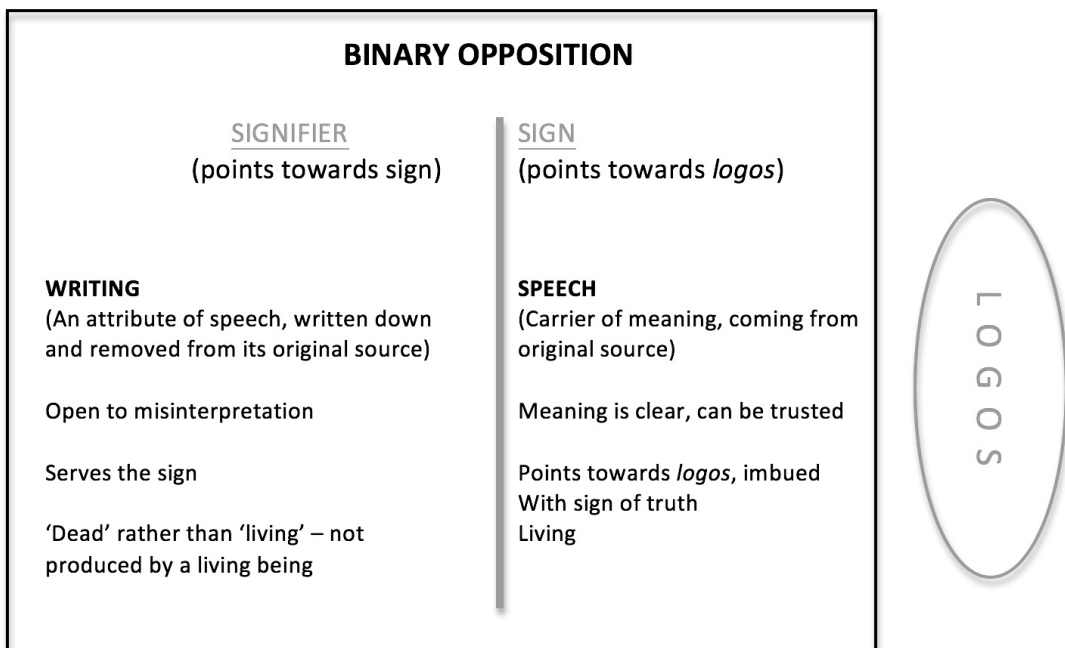 BINARY OPPOSITION
SIGNIFIER
(points towards sign)
WRITING
(An attribute of speech, written down
and removed from its original source)
Open to misinterpretation
Serves the sign
‘Dead’ rather than ‘living’ – not
produced by a living being
SIGN
(points towards logos)
SPEECH
(Carrier of meaning, coming from
original source)
Meaning is clear, can be trusted
Points towards logos, imbued
With sign of truth
Living
LOGOS